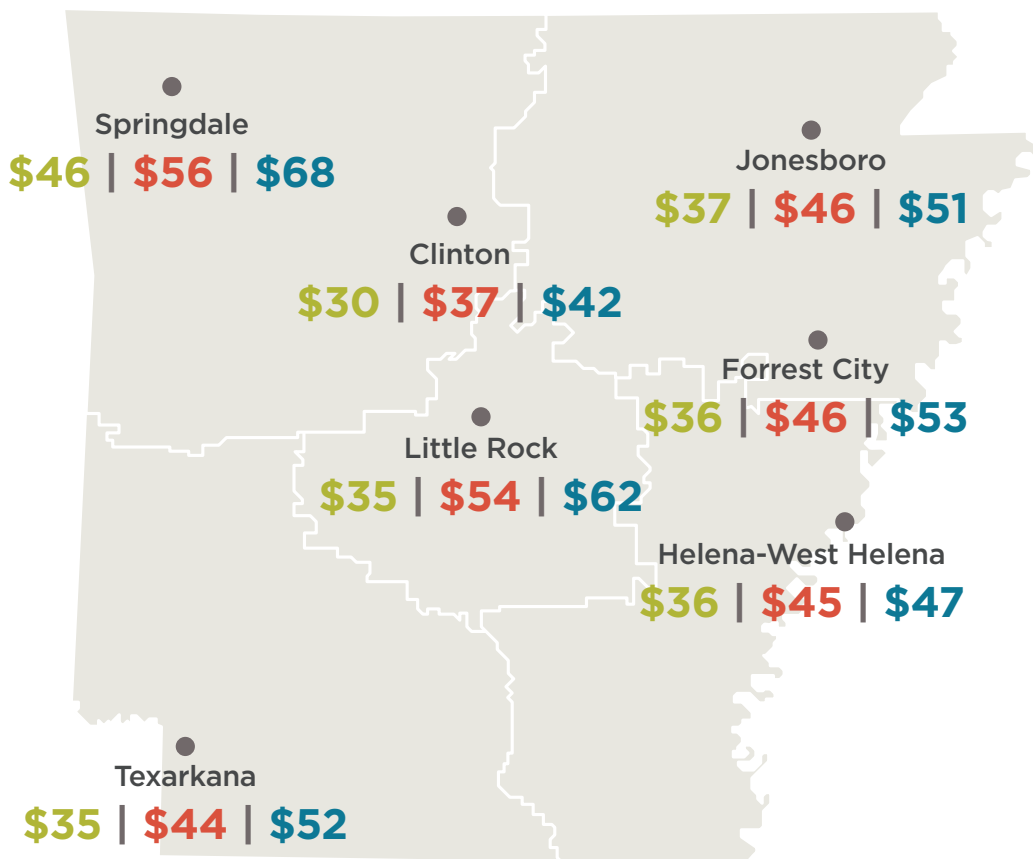 Springdale
$46 | $56 | $68
Jonesboro
$37 | $46 | $51
Clinton
$30 | $37 | $42
Forrest City
$36 | $46 | $53
Little Rock
$35 | $54 | $62
Helena-West Helena
$36 | $45 | $47
Texarkana
$35 | $44 | $52